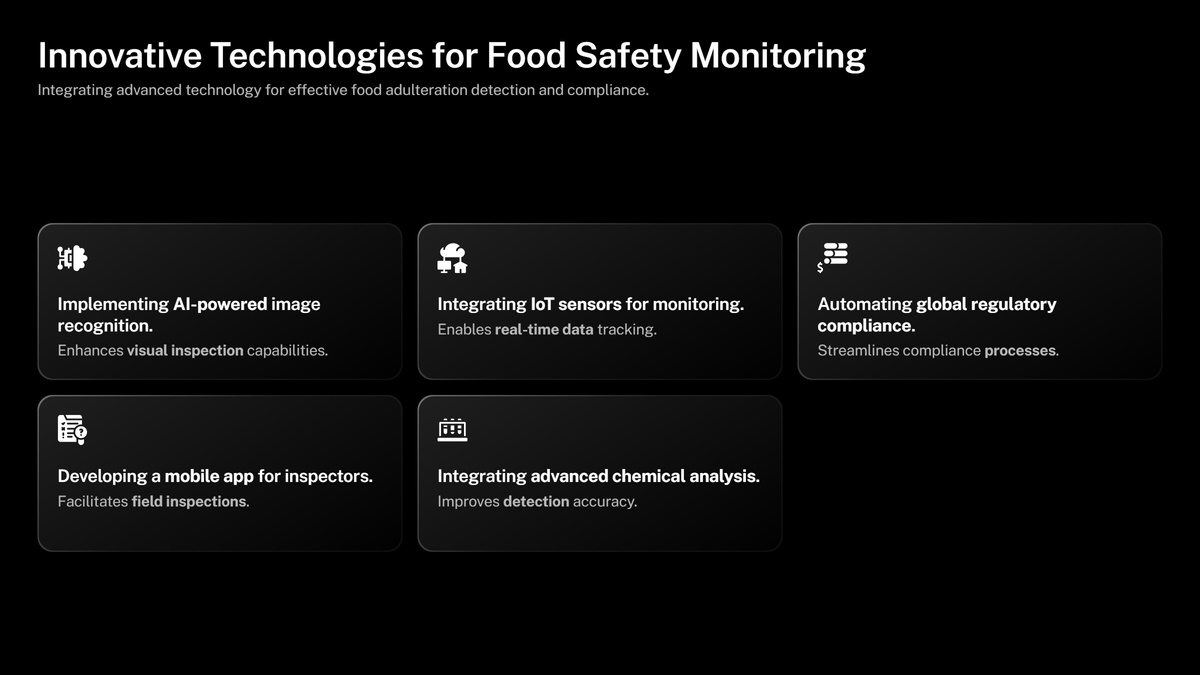 Innovative Technologies for Food Safety Monitoring
Integrating advanced technology for effective food adulteration detection and compliance.
Implementing AI-powered image
recognition.
Enhances visual inspection capabilities.
Integrating IoT sensors for monitoring.
Enables real-time data tracking.
$
Automating global regulatory
compliance.
Streamlines compliance processes.
?
Developing a mobile app for inspectors.
Facilitates field inspections.
Integrating advanced chemical analysis.
Improves detection accuracy.